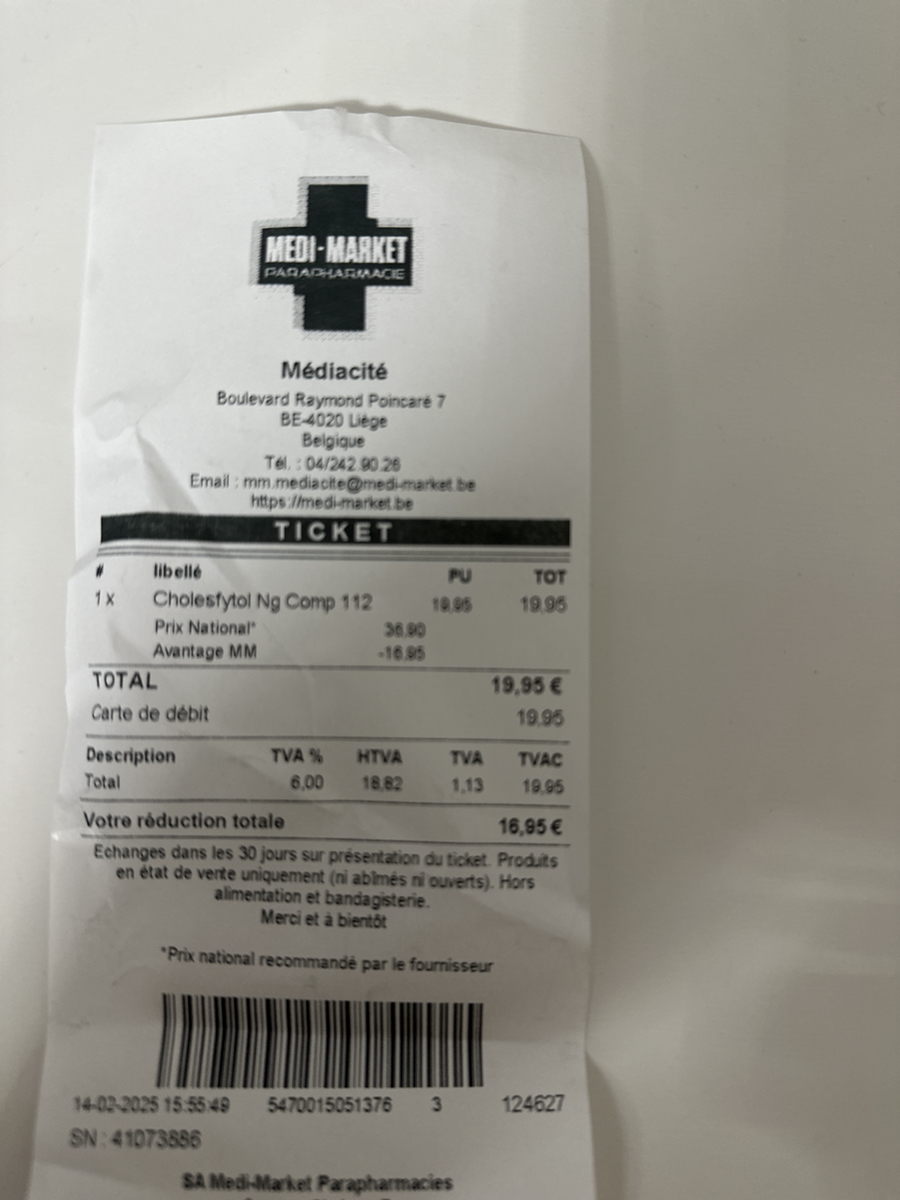 MEDI-MARKET
PARAPHARMACIE
Médiacité
Boulevard Raymond Poincaré 7
BE-4020 Liège
Belgique
Tél. : 04/242.90.26
Email : mm.mediacite@medi-market.be
https://medi-market.be
TICKET
# libellé PU TOT
1 x Cholesfytol Ng Comp 112 19,95 19,95
Prix National* 36,90
Avantage MM -16,95
TOTAL 19,95 €
Carte de débit 19,95
Description TVA % HTVA TVA TVAC
Total 6,00 18,82 1,13 19,95
Votre réduction totale 16,95 €
Echanges dans les 30 jours sur présentation du ticket. Produits
en état de vente uniquement (ni abîmés ni ouverts). Hors
alimentation et bandagisterie.
Merci et à bientôt
*Prix national recommandé par le fournisseur
14-02-2025 15:55:49 5470015051376 3 124627
SN : 41073886
SA Medi-Market Parapharmacies